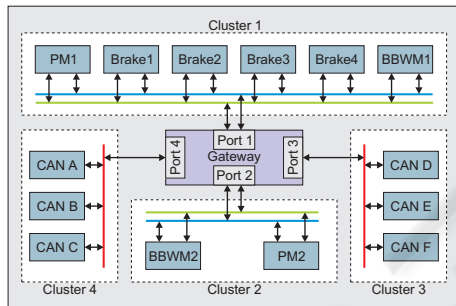 Cluster 1
PM1 Brake1 Brake2 Brake3 Brake4 BBWM1
Port 1
Gateway
Port 4
Port 3
Port 2
CAN A
CAN B
CAN C
CAN D
CAN E
CAN F
BBWM2 PM2
Cluster 4 Cluster 2 Cluster 3